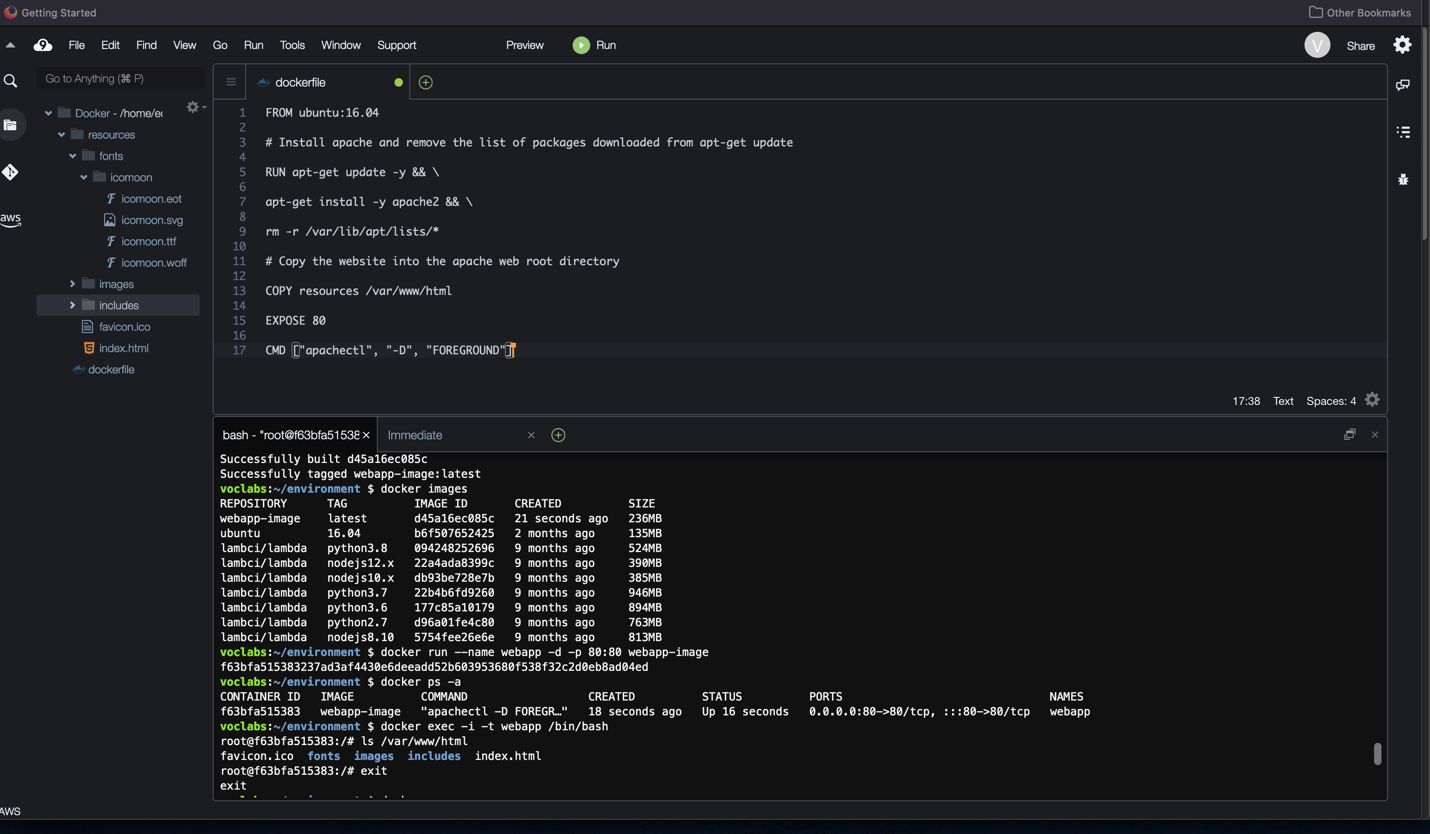 Getting Started
Other Bookmarks
File Edit Find View Go Run Tools Window Support Preview Run
V Share
Go to Anything (⌘ P)
dockerfile
Docker - /home/ec
resources
fonts
icomoon
icomoon.eot
icomoon.svg
icomoon.ttf
icomoon.woff
images
includes
favicon.ico
index.html
dockerfile
aws
1 FROM ubuntu:16.04
2
3 # Install apache and remove the list of packages downloaded from apt-get update
4
5 RUN apt-get update -y && \
6
7 apt-get install -y apache2 && \
8
9 rm -r /var/lib/apt/lists/*
10
11 # Copy the website into the apache web root directory
12
13 COPY resources /var/www/html
14
15 EXPOSE 80
16
17 CMD ["apachectl", "-D", "FOREGROUND"]
17:38 Text Spaces: 4
bash - "root@f63bfa51538 Immediate
Successfully built d45a16ec085c
Successfully tagged webapp-image:latest
voclabs:~/environment $ docker images
REPOSITORY TAG IMAGE ID CREATED SIZE
webapp-image latest d45a16ec085c 21 seconds ago 236MB
ubuntu 16.04 b6f507652425 2 months ago 135MB
lambci/lambda python3.8 094248252696 9 months ago 524MB
lambci/lambda nodejs12.x 22a4ada8399c 9 months ago 390MB
lambci/lambda nodejs10.x db93be728e7b 9 months ago 385MB
lambci/lambda python3.7 22b4b6fd9260 9 months ago 946MB
lambci/lambda python3.6 177c85a10179 9 months ago 894MB
lambci/lambda python2.7 d96a01fe4c80 9 months ago 763MB
lambci/lambda nodejs8.10 5754fee26e6e 9 months ago 813MB
voclabs:~/environment $ docker run --name webapp -d -p 80:80 webapp-image
f63bfa515383237ad3af4430e6deeadd52b603953680f538f32c2d0eb8ad04ed
voclabs:~/environment $ docker ps -a
CONTAINER ID IMAGE COMMAND CREATED STATUS PORTS NAMES
f63bfa515383 webapp-image "apachectl -D FOREGR…" 18 seconds ago Up 16 seconds 0.0.0.0:80->80/tcp, :::80->80/tcp webapp
voclabs:~/environment $ docker exec -i -t webapp /bin/bash
root@f63bfa515383:/# ls /var/www/html
favicon.ico fonts images includes index.html
root@f63bfa515383:/# exit
exit
AWS